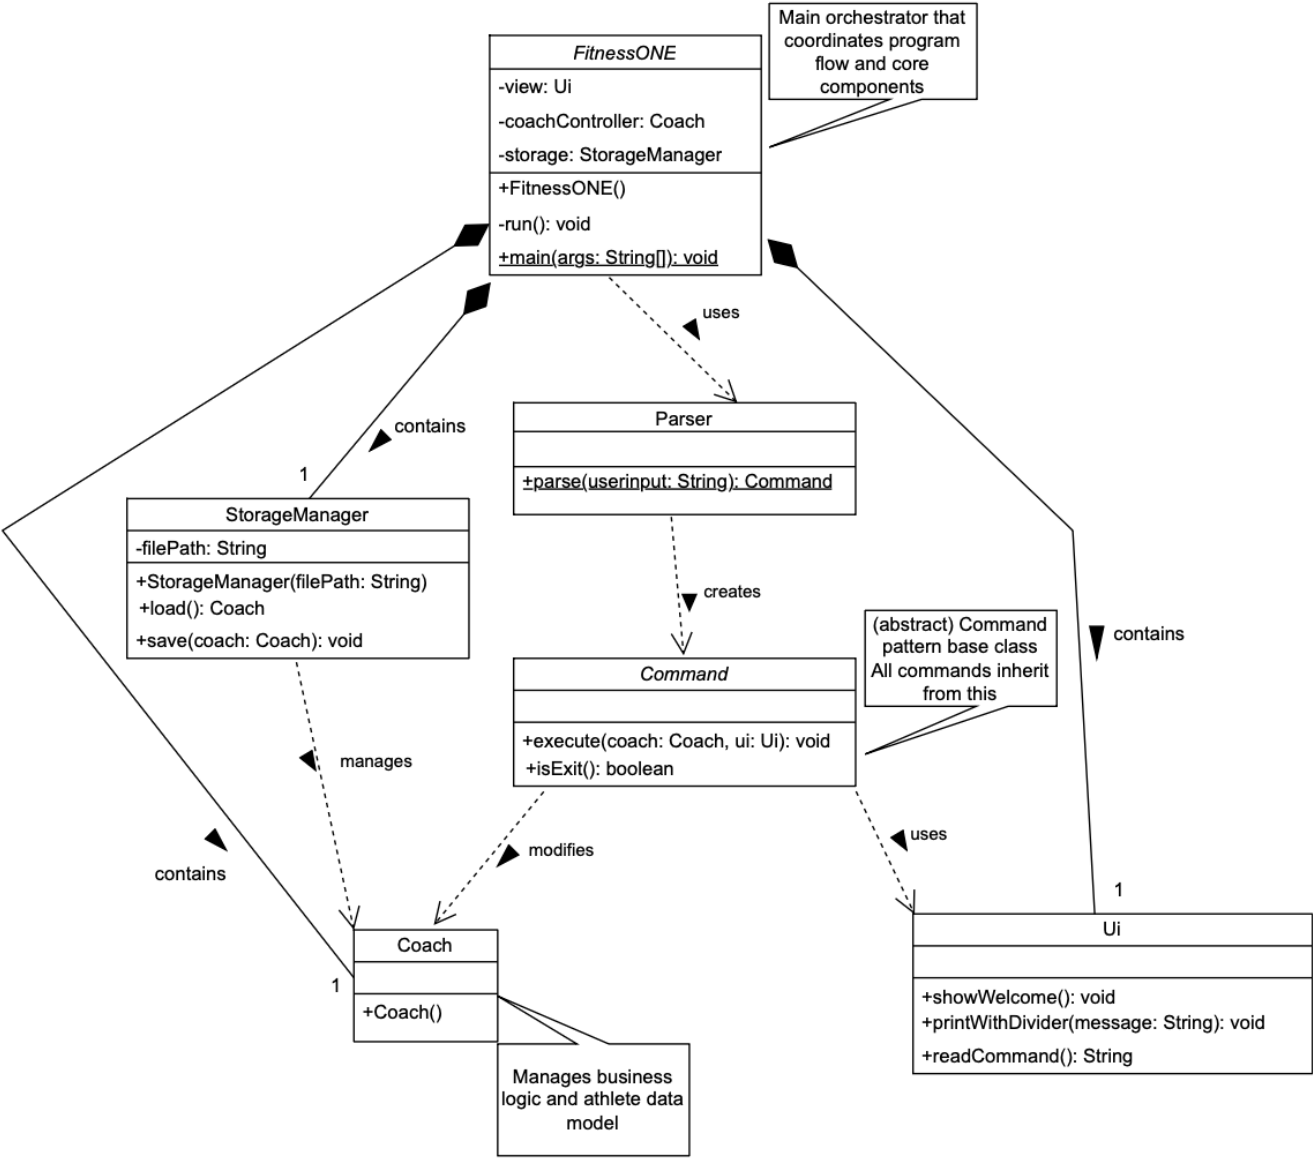 Main orchestrator that
coordinates program
flow and core
components
FitnessONE
-view: Ui
-coachController: Coach
-storage: StorageManager
+FitnessONE()
-run(): void
+main(args: String[]): void
uses
contains
1
Parser
+parse(userinput: String): Command
StorageManager
-filePath: String
+StorageManager(filePath: String)
+load(): Coach
+save(coach: Coach): void
creates
(abstract) Command
pattern base class
All commands inherit
from this
contains
Command
+execute(coach: Coach, ui: Ui): void
+isExit(): boolean
manages
modifies
uses
contains
1
1
Coach
+Coach()
Ui
+showWelcome(): void
+printWithDivider(message: String): void
+readCommand(): String
Manages business
logic and athlete data
model